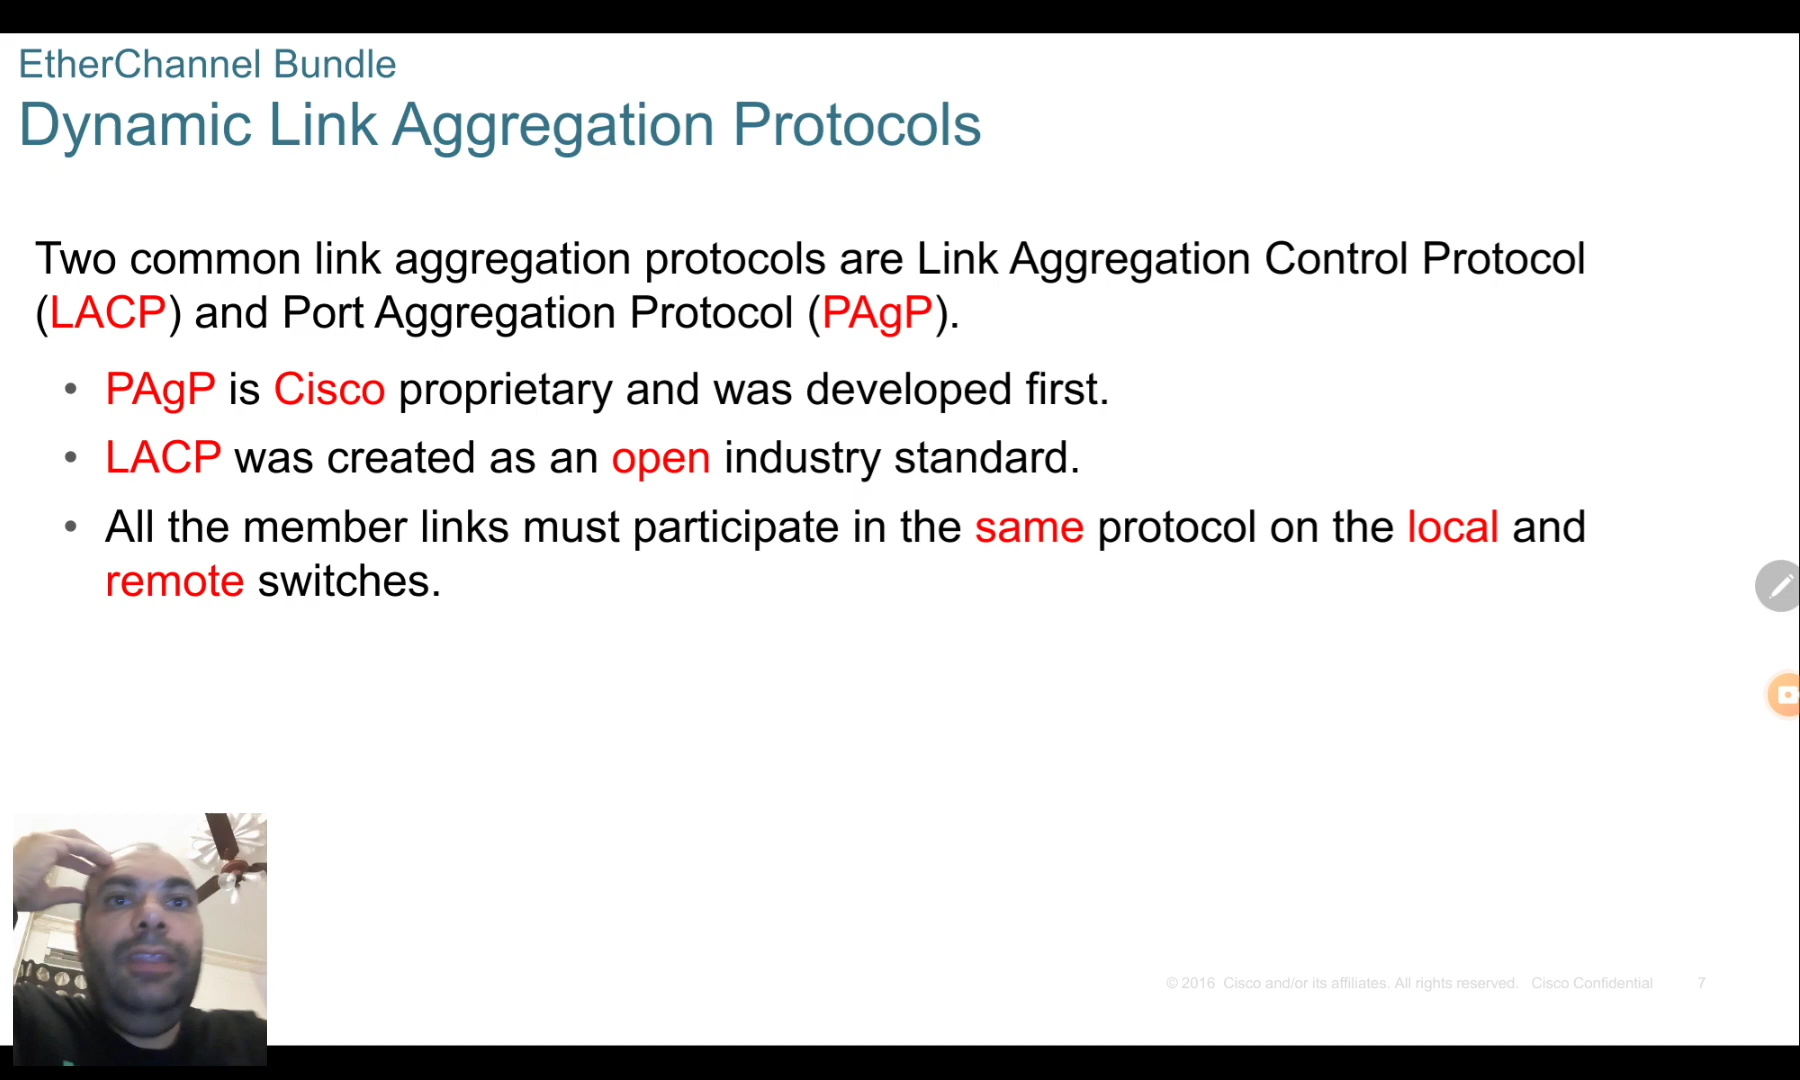 EtherChannel Bundle
Dynamic Link Aggregation Protocols
Two common link aggregation protocols are Link Aggregation Control Protocol
(LACP) and Port Aggregation Protocol (PAgP).
• PAgP is Cisco proprietary and was developed first.
• LACP was created as an open industry standard.
• All the member links must participate in the same protocol on the local and
remote switches.
© 2016 Cisco and/or its affiliates. All rights reserved. Cisco Confidential 7